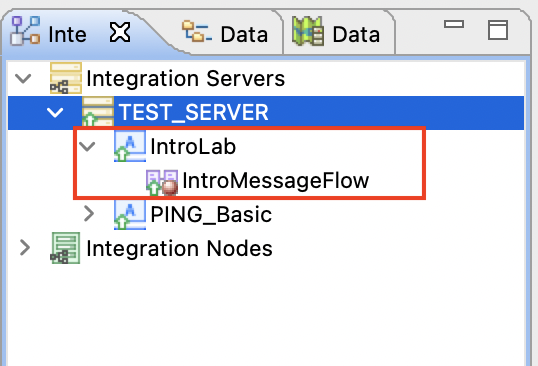 Inte Data Data
Integration Servers
TEST_SERVER
IntroLab
IntroMessageFlow
PING_Basic
Integration Nodes